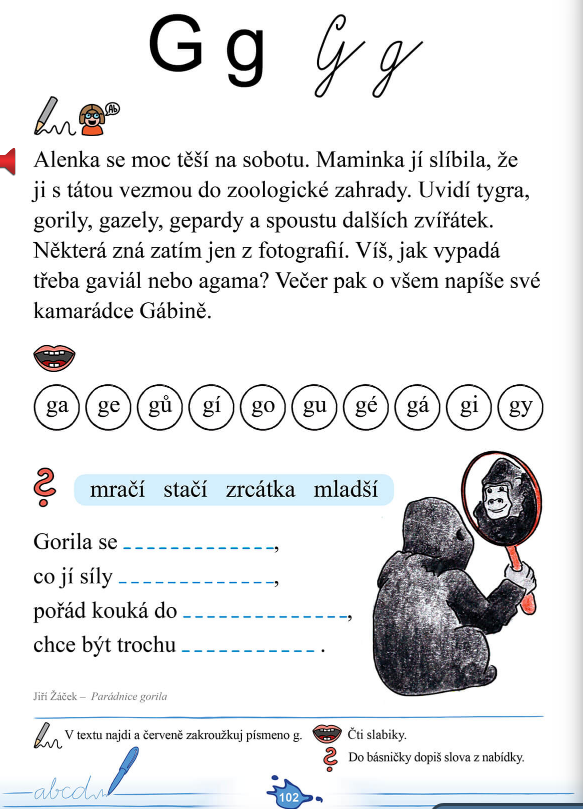 G g G g
Ab
Alenka se moc těší na sobotu. Maminka jí slíbila, že
ji s tátou vezmou do zoologické zahrady. Uvidí tygra,
gorily, gazely, gepardy a spoustu dalších zvířátek.
Některá zná zatím jen z fotografií. Víš, jak vypadá
třeba gaviál nebo agama? Večer pak o všem napíše své
kamarádce Gábině.
ga ge gů gí go gu gé gá gi gy
mračí stačí zrcátka mladší
Gorila se _ _ _ _ _ _ _ _ _ _ _ _ _,
co jí síly _ _ _ _ _ _ _ _ _ _ _ _ _,
pořád kouká do _ _ _ _ _ _ _ _ _ _ _ _ _ _,
chce být trochu _ _ _ _ _ _ _ _ _ _ _ .
Jiří Žáček – Parádnice gorila
V textu najdi a červeně zakroužkuj písmeno g.
Čti slabiky.
Do básničky dopiš slova z nabídky.
abcd
102